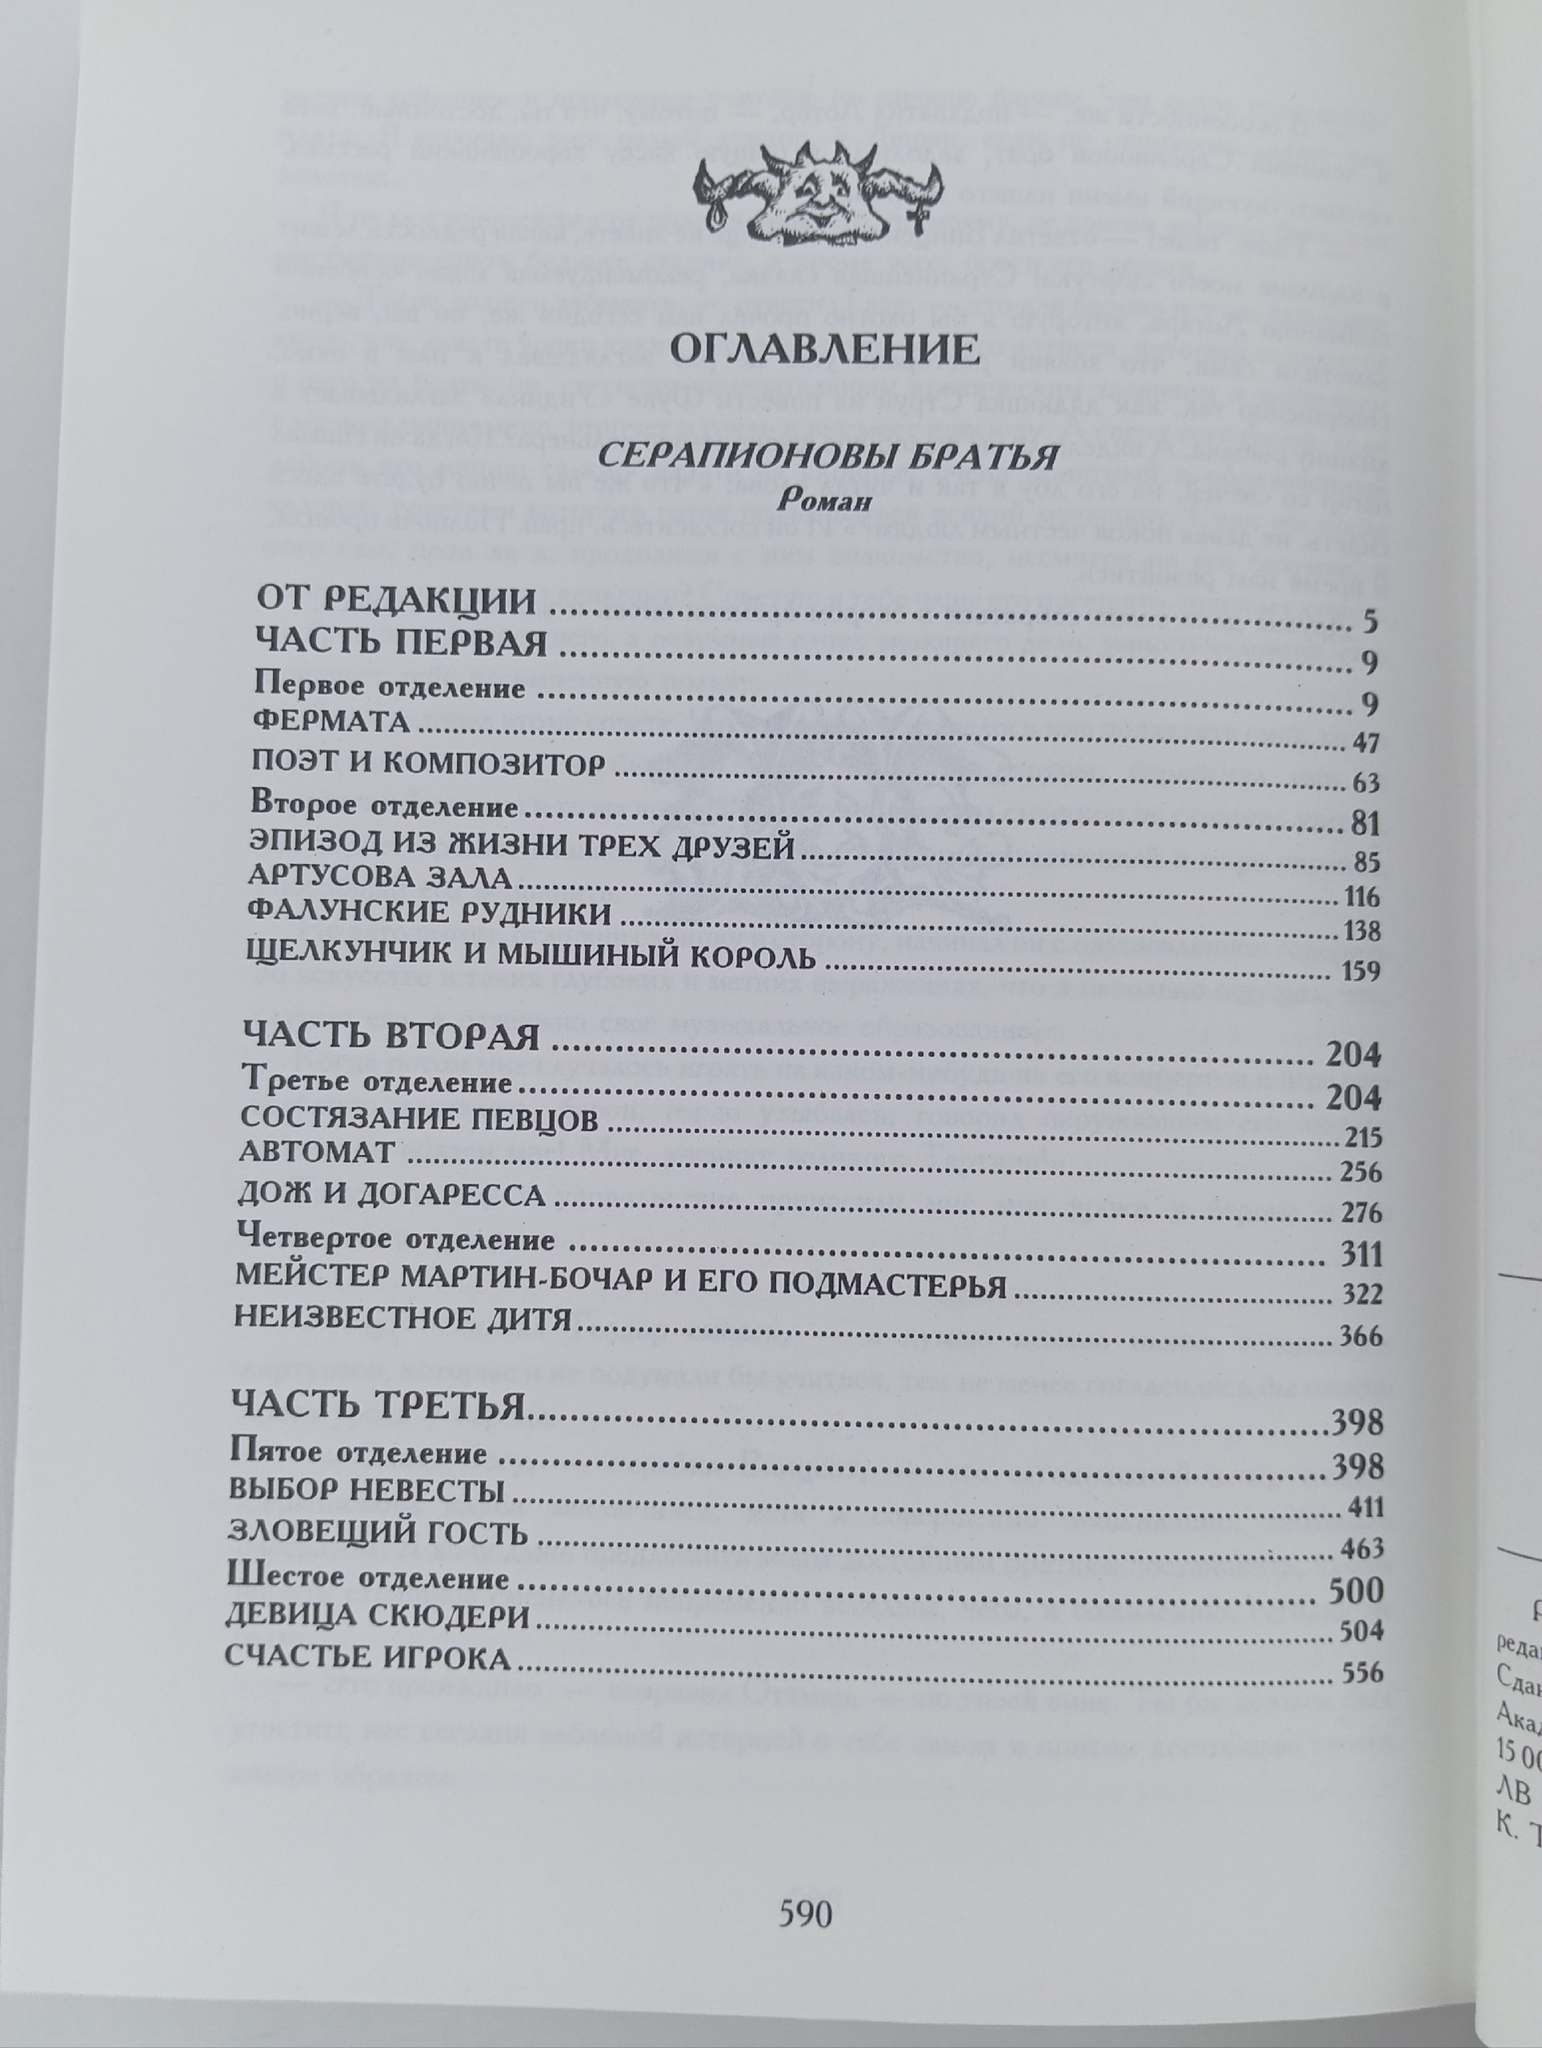 ОГЛАВЛЕНИЕ
СЕРАПИОНОВЫ БРАТЬЯ
Роман
ОТ РЕДАКЦИИ ... 5
ЧАСТЬ ПЕРВАЯ ... 9
Первое отделение ... 9
ФЕРМАТА ... 47
ПОЭТ И КОМПОЗИТОР ... 63
Второе отделение ... 81
ЭПИЗОД ИЗ ЖИЗНИ ТРЕХ ДРУЗЕЙ ... 85
АРТУСОВА ЗАЛА ... 116
ФАЛУНСКИЕ РУДНИКИ ... 138
ЩЕЛКУНЧИК И МЫШИНЫЙ КОРОЛЬ ... 159
ЧАСТЬ ВТОРАЯ ... 204
Третье отделение ... 204
СОСТЯЗАНИЕ ПЕВЦОВ ... 215
АВТОМАТ ... 256
ДОЖ И ДОГАРЕССА ... 276
Четвертое отделение ... 311
МЕЙСТЕР МАРТИН-БОЧАР И ЕГО ПОДМАСТЕРЬЯ ... 322
НЕИЗВЕСТНОЕ ДИТЯ ... 366
ЧАСТЬ ТРЕТЬЯ ... 398
Пятое отделение ... 398
ВЫБОР НЕВЕСТЫ ... 411
ЗЛОВЕЩИЙ ГОСТЬ ... 463
Шестое отделение ... 500
ДЕВИЦА СКЮДЕРИ ... 504
СЧАСТЬЕ ИГРОКА ... 556
590
ЛВ
К.